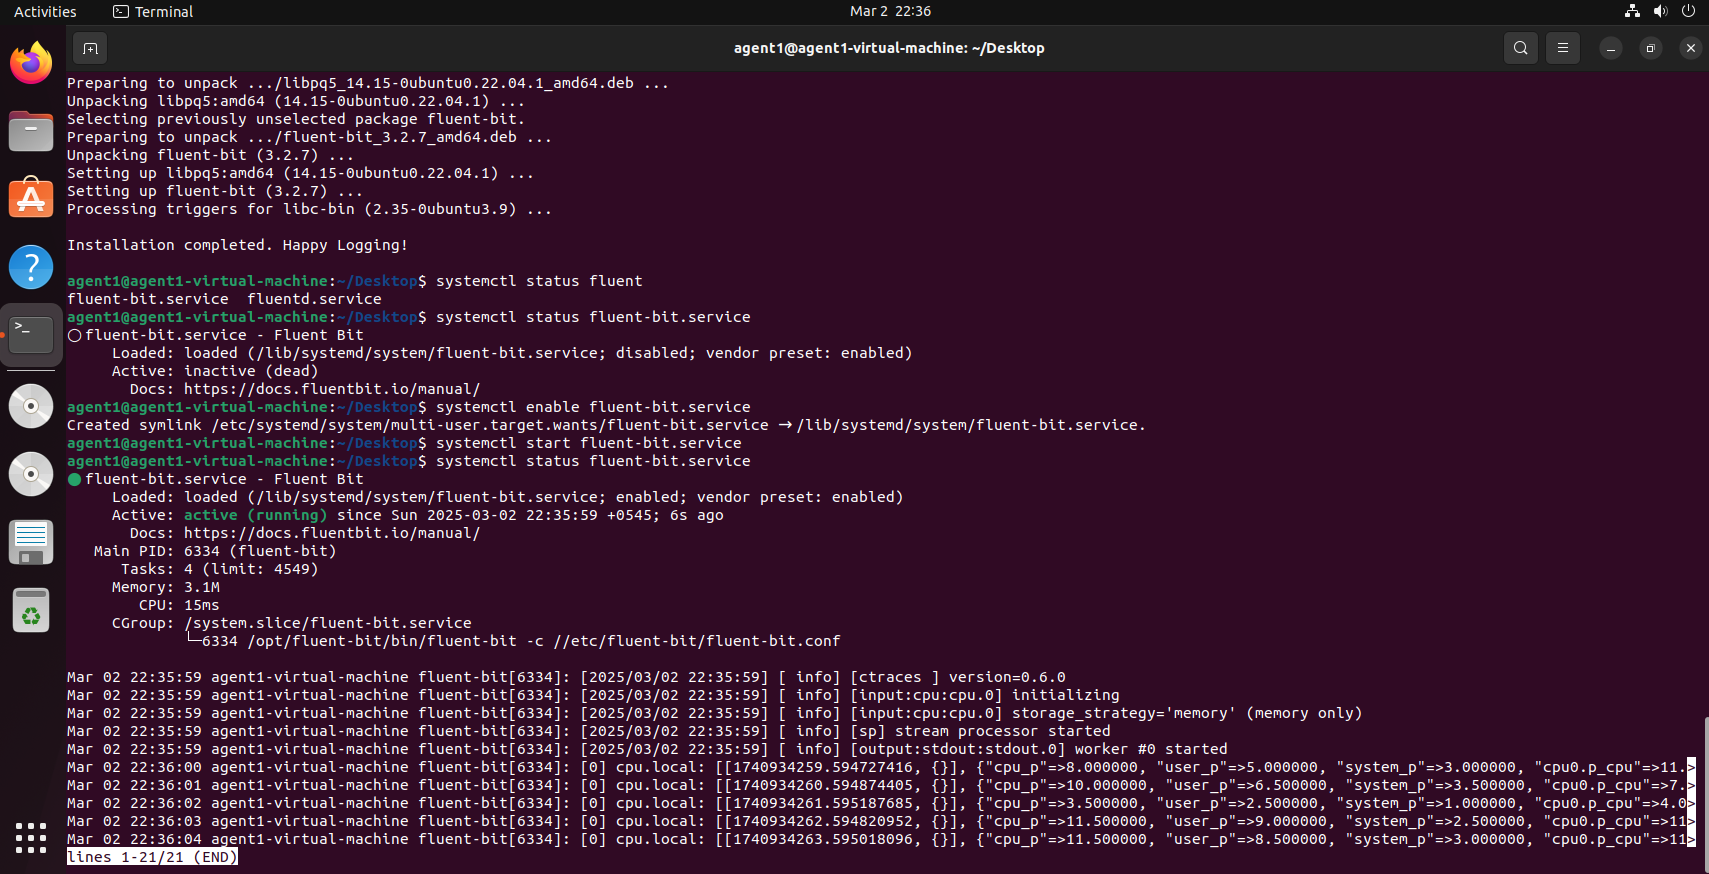 Activities Terminal Mar 2 22:36
agent1@agent1-virtual-machine: ~/Desktop
Preparing to unpack .../libpq5_14.15-0ubuntu0.22.04.1_amd64.deb ...
Unpacking libpq5:amd64 (14.15-0ubuntu0.22.04.1) ...
Selecting previously unselected package fluent-bit.
Preparing to unpack .../fluent-bit_3.2.7_amd64.deb ...
Unpacking fluent-bit (3.2.7) ...
Setting up libpq5:amd64 (14.15-0ubuntu0.22.04.1) ...
Setting up fluent-bit (3.2.7) ...
Processing triggers for libc-bin (2.35-0ubuntu3.9) ...
Installation completed. Happy Logging!
agent1@agent1-virtual-machine:~/Desktop$ systemctl status fluent
fluent-bit.service  fluentd.service
agent1@agent1-virtual-machine:~/Desktop$ systemctl status fluent-bit.service
○ fluent-bit.service - Fluent Bit
Loaded: loaded (/lib/systemd/system/fluent-bit.service; disabled; vendor preset: enabled)
Active: inactive (dead)
Docs: https://docs.fluentbit.io/manual/
agent1@agent1-virtual-machine:~/Desktop$ systemctl enable fluent-bit.service
Created symlink /etc/systemd/system/multi-user.target.wants/fluent-bit.service → /lib/systemd/system/fluent-bit.service.
agent1@agent1-virtual-machine:~/Desktop$ systemctl start fluent-bit.service
agent1@agent1-virtual-machine:~/Desktop$ systemctl status fluent-bit.service
● fluent-bit.service - Fluent Bit
Loaded: loaded (/lib/systemd/system/fluent-bit.service; enabled; vendor preset: enabled)
Active: active (running) since Sun 2025-03-02 22:35:59 +0545; 6s ago
Docs: https://docs.fluentbit.io/manual/
Main PID: 6334 (fluent-bit)
Tasks: 4 (limit: 4549)
Memory: 3.1M
CPU: 15ms
CGroup: /system.slice/fluent-bit.service
└─6334 /opt/fluent-bit/bin/fluent-bit -c //etc/fluent-bit/fluent-bit.conf
Mar 02 22:35:59 agent1-virtual-machine fluent-bit[6334]: [2025/03/02 22:35:59] [ info] [ctraces ] version=0.6.0
Mar 02 22:35:59 agent1-virtual-machine fluent-bit[6334]: [2025/03/02 22:35:59] [ info] [input:cpu:cpu.0] initializing
Mar 02 22:35:59 agent1-virtual-machine fluent-bit[6334]: [2025/03/02 22:35:59] [ info] [input:cpu:cpu.0] storage_strategy='memory' (memory only)
Mar 02 22:35:59 agent1-virtual-machine fluent-bit[6334]: [2025/03/02 22:35:59] [ info] [sp] stream processor started
Mar 02 22:35:59 agent1-virtual-machine fluent-bit[6334]: [2025/03/02 22:35:59] [ info] [output:stdout:stdout.0] worker #0 started
Mar 02 22:36:00 agent1-virtual-machine fluent-bit[6334]: [0] cpu.local: [[1740934259.594727416, {}], {"cpu_p"=>8.000000, "user_p"=>5.000000, "system_p"=>3.000000, "cpu0.p_cpu"=>11.>
Mar 02 22:36:01 agent1-virtual-machine fluent-bit[6334]: [0] cpu.local: [[1740934260.594874405, {}], {"cpu_p"=>10.000000, "user_p"=>6.500000, "system_p"=>3.500000, "cpu0.p_cpu"=>7.>
Mar 02 22:36:02 agent1-virtual-machine fluent-bit[6334]: [0] cpu.local: [[1740934261.595187685, {}], {"cpu_p"=>3.500000, "user_p"=>2.500000, "system_p"=>1.000000, "cpu0.p_cpu"=>4.0>
Mar 02 22:36:03 agent1-virtual-machine fluent-bit[6334]: [0] cpu.local: [[1740934262.594820952, {}], {"cpu_p"=>11.500000, "user_p"=>9.000000, "system_p"=>2.500000, "cpu0.p_cpu"=>11>
Mar 02 22:36:04 agent1-virtual-machine fluent-bit[6334]: [0] cpu.local: [[1740934263.595018096, {}], {"cpu_p"=>11.500000, "user_p"=>8.500000, "system_p"=>3.000000, "cpu0.p_cpu"=>11>
lines 1-21/21 (END)